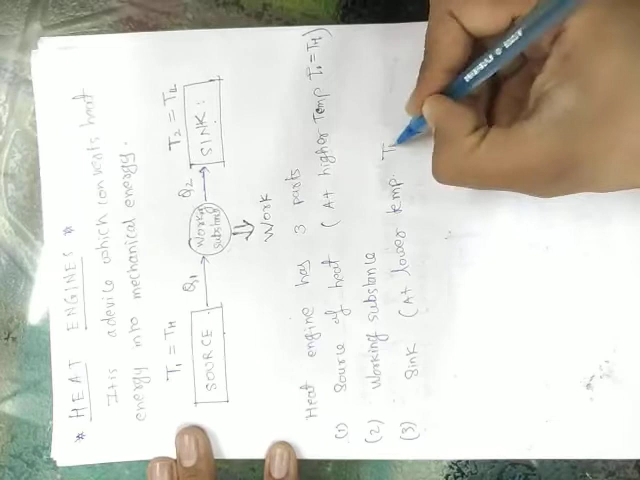 * HEAT ENGINES *
It is a device which converts heat
energy into mechanical energy.
T1 = TH
T2 = TL
SOURCE
Q1
Working
Substance
Q2
SINK :
Work
Heat engine has 3 parts
(1) Source of heat (At higher Temp T1 = TH)
(2) Working substance
(3) Sink (At lower temp. T